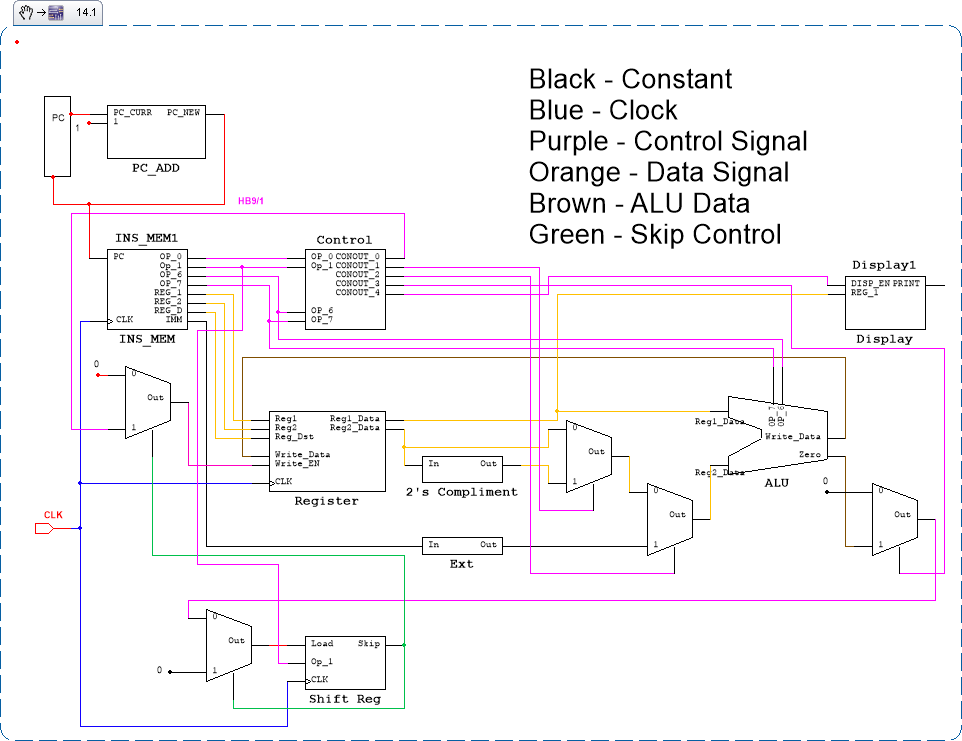 14.1
Black - Constant
Blue - Clock
Purple - Control Signal
Orange - Data Signal
Brown - ALU Data
Green - Skip Control
PC
1
PC_CURR PC_NEW
1
PC_ADD
HB9/1
INS_MEM1
PC
OP_0
Op_1
OP_6
OP_7
REG_1
REG_2
REG_D
IMM
CLK
INS_MEM
Control
OP_0 CONOUT_0
Op_1 CONOUT_1
CONOUT_2
CONOUT_3
CONOUT_4
OP_6
OP_7
Display1
DISP_EN PRINT
REG_1
Display
0
0
Out
1
Reg1 Reg1_Data
Reg2 Reg2_Data
Reg_Dst
Write_Data
Write_EN
CLK
Register
In Out
2's Compliment
0
Out
1
0
Out
1
Reg1_Data
OP_7
OP_6
Write_Data
Zero
Reg2_Data
ALU
0
0
Out
1
CLK
In Out
Ext
0
Out
0
1
Load Skip
Op_1
CLK
Shift Reg